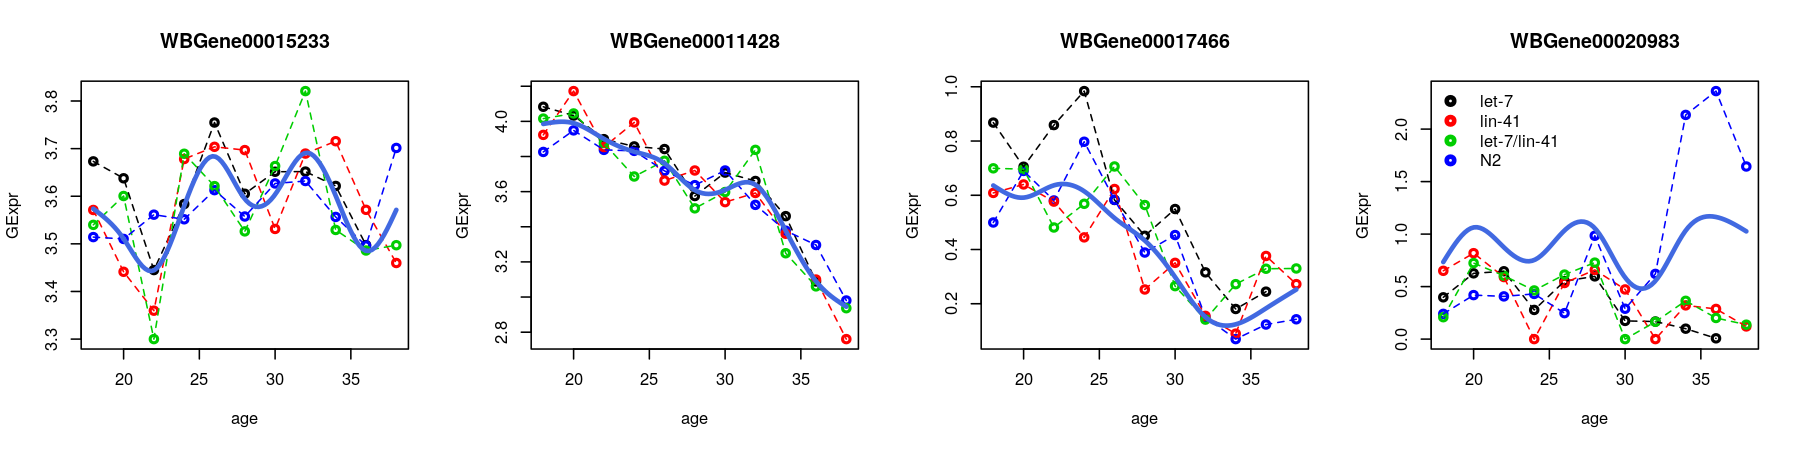 WBGene00015233
GExpr
3.8
3.7
3.6
3.5
3.4
3.3
20 25 30 35
age
WBGene00011428
GExpr
4.0
3.6
3.2
2.8
20 25 30 35
age
WBGene00017466
GExpr
1.0
0.8
0.6
0.4
0.2
20 25 30 35
age
WBGene00020983
GExpr
2.0
1.5
1.0
0.5
0.0
let-7
lin-41
let-7/lin-41
N2
20 25 30 35
age